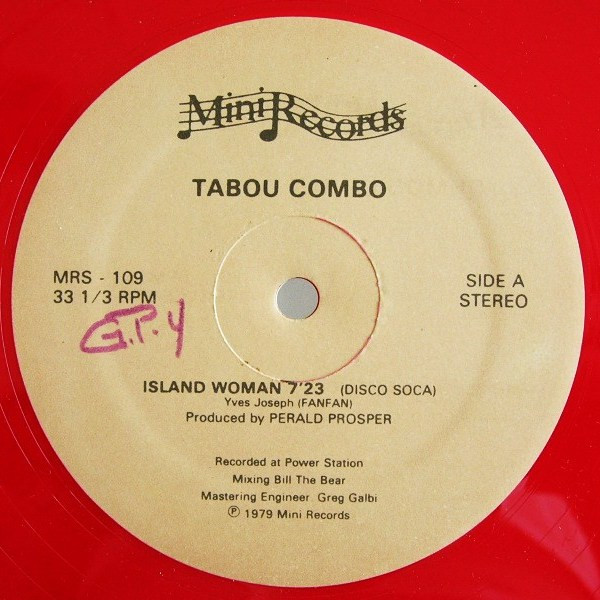 Mini Records
TABOU COMBO
MRS - 109
33 1/3 RPM
SIDE A
STEREO
G.P.Y
ISLAND WOMAN 7'23 (DISCO SOCA)
Yves Joseph (FANFAN)
Produced by PERALD PROSPER
Recorded at Power Station
Mixing Bill The Bear
Mastering Engineer Greg Galbi
℗ 1979 Mini Records